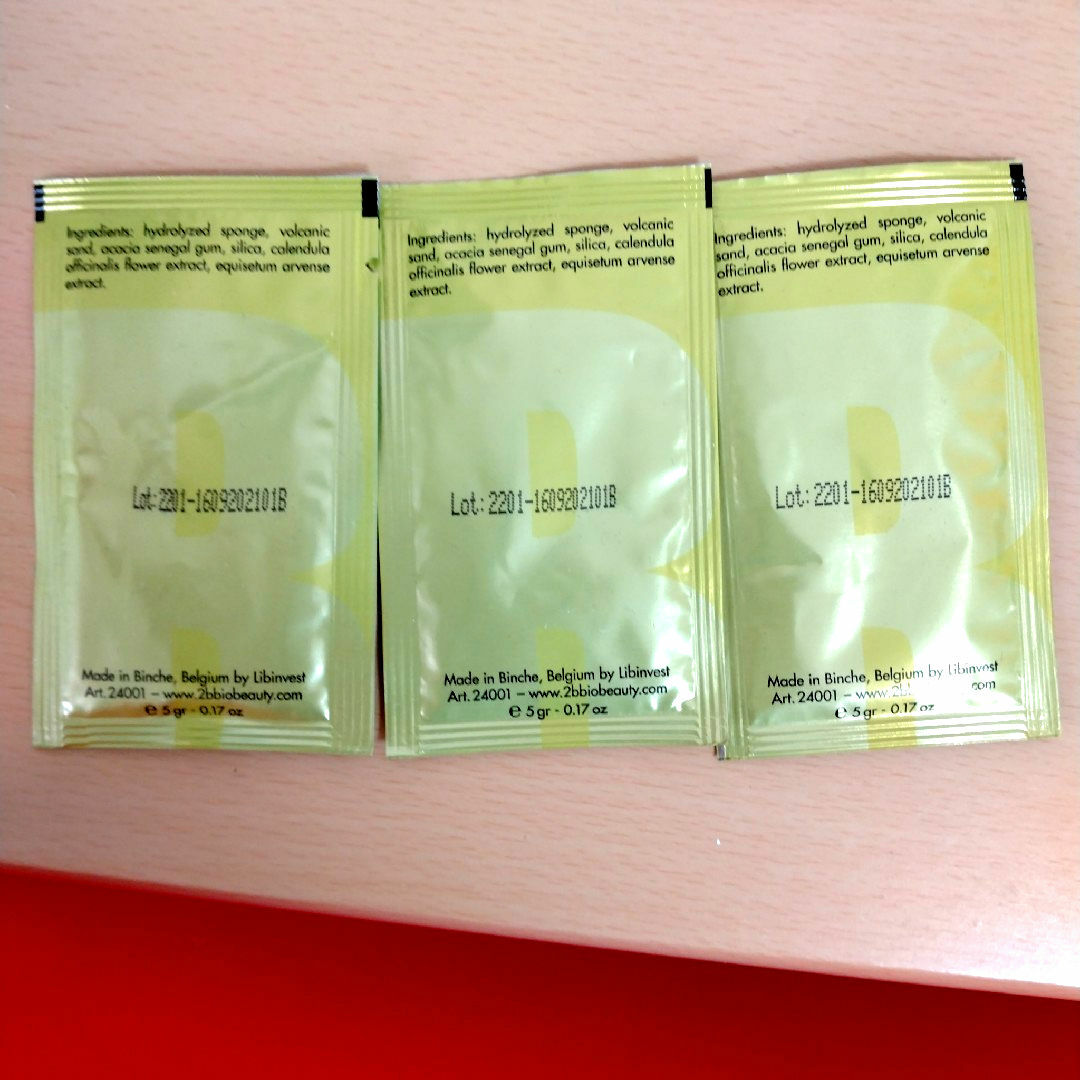 Ingredients: hydrolyzed sponge, volcanic
sand, acacia senegal gum, silica, calendula
officinalis flower extract, equisetum arvense
extract.
Lot: 2201-1609202101B
Made in Binche, Belgium by Libinvest
Art. 24001 – www.2bbiobeauty.com
e 5 gr - 0.17 oz
Ingredients: hydrolyzed sponge, volcanic
sand, acacia senegal gum, silica, calendula
officinalis flower extract, equisetum arvense
extract.
Lot: 2201-1609202101B
Made in Binche, Belgium by Libinvest
Art. 24001 – www.2bbiobeauty.com
e 5 gr - 0.17 oz
Ingredients: hydrolyzed sponge, volcanic
sand, acacia senegal gum, silica, calendula
officinalis flower extract, equisetum arvense
extract.
Lot: 2201-1609202101B
Made in Binche, Belgium by Libinvest
Art. 24001 –
e 5 gr - 0.17 oz